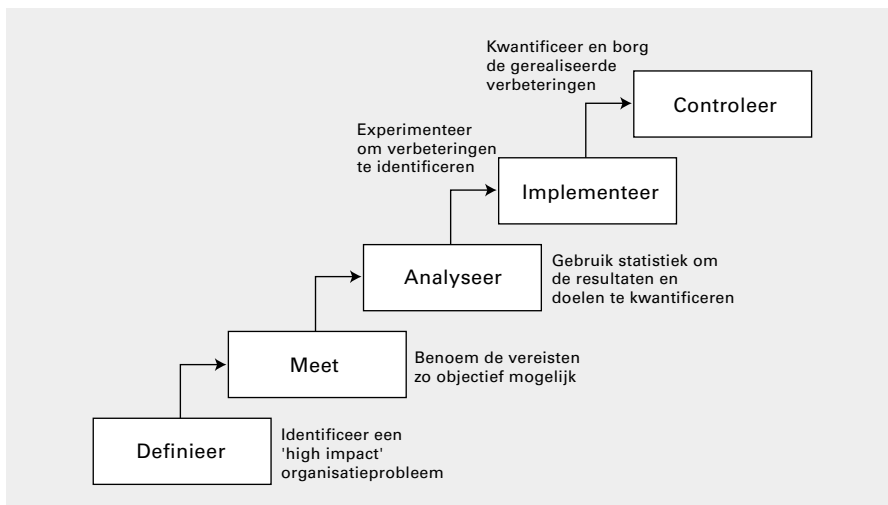 Kwantificeer en borg
de gerealiseerde
verbeteringen
Controleer
Experimenteer
om verbeteringen
te identificeren
Implementeer
Analyseer
Gebruik statistiek om
de resultaten en
doelen te kwantificeren
Meet
Benoem de vereisten
zo objectief mogelijk
Definieer
Identificeer een
'high impact'
organisatieprobleem